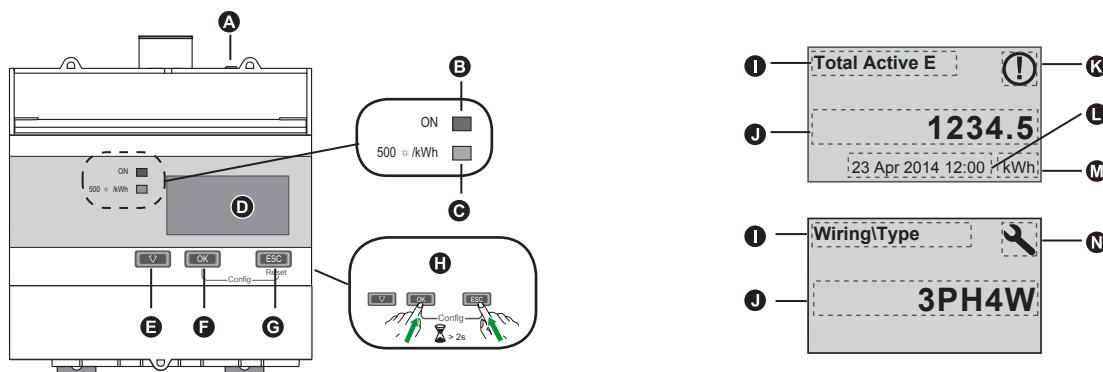 A
B
ON
500 /kWh
C
ON
500 /kWh
D
OK
ESC
Reset
Config
E
F
G
H
OK
ESC
Config
> 2s
I
Total Active E
K
J
1234.5
L
23 Apr 2014 12:00
kWh
M
I
Wiring\Type
N
J
3PH4W